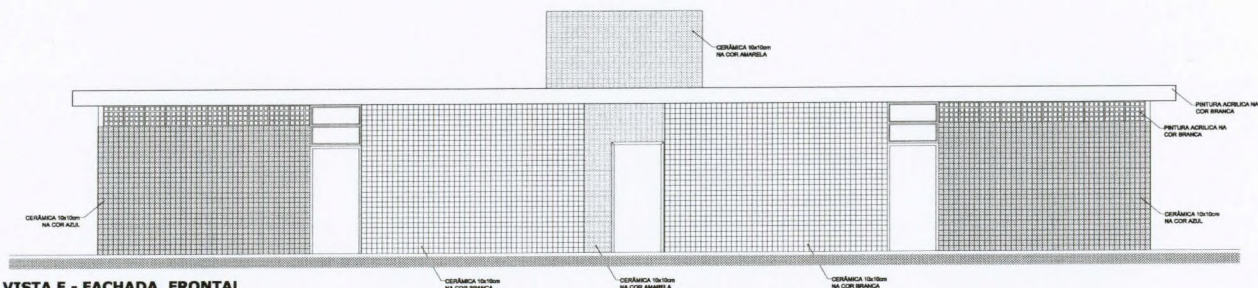 CERÂMICA 10x10cm
NA COR AMARELA
PINTURA ACRILICA NA
COR BRANCA
PINTURA ACRILICA NA
COR BRANCA
CERÂMICA 10x10cm
NA COR AZUL
CERÂMICA 10x10cm
NA COR AZUL
CERÂMICA 10x10cm
NA COR BRANCA
CERÂMICA 10x10cm
NA COR AMARELA
CERÂMICA 10x10cm
NA COR BRANCA
VISTA E - FACHADA FRONTAL